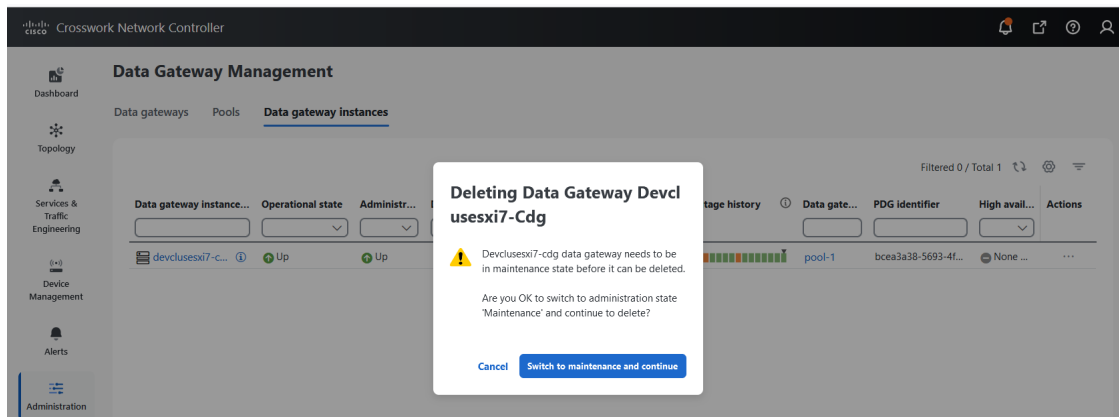 cisco Crosswork Network Controller
Data Gateway Management
Dashboard
Data gateways Pools Data gateway instances
Topology
Filtered 0 / Total 1
Deleting Data Gateway Devcl
usesxi7-Cdg
Services &
Traffic
Engineering
Data gateway instance... Operational state Administr... tage history Data gate... PDG identifier High avail... Actions
devclusesxi7-c... Up Up pool-1 bcea3a38-5693-4f... None ... ...
Devclusesxi7-cdg data gateway needs to be
in maintenance state before it can be deleted.
Are you OK to switch to administration state
'Maintenance' and continue to delete?
Device
Management
Alerts
Cancel Switch to maintenance and continue
Administration